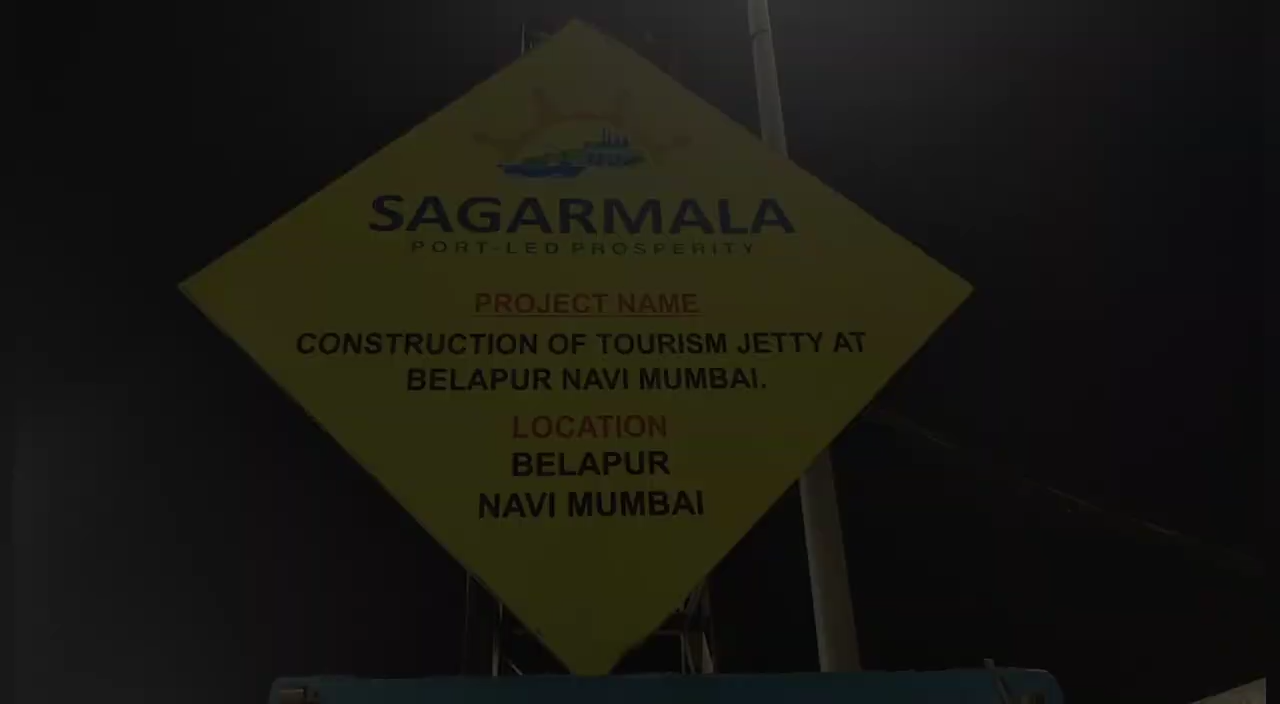 SAGARMALA
PORT-LED PROSPERITY
PROJECT NAME
CONSTRUCTION OF TOURISM JETTY AT
BELAPUR NAVI MUMBAI.
LOCATION
BELAPUR
NAVI MUMBAI